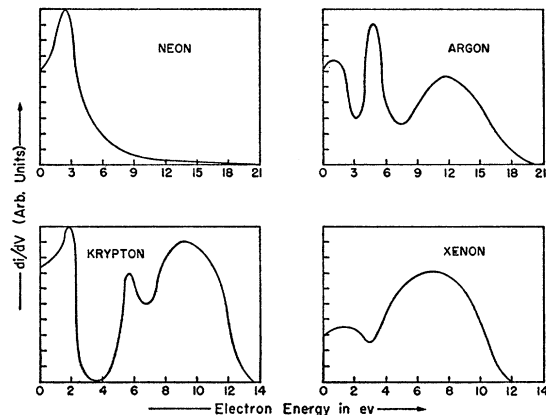 NEON
ARGON
0 3 6 9 12 15 18 21
0 3 6 9 12 15 18 21
di/dV (Arb. Units)
KRYPTON
XENON
0 2 4 6 8 10 12 14
0 2 4 6 8 10 12 14
Electron Energy in ev